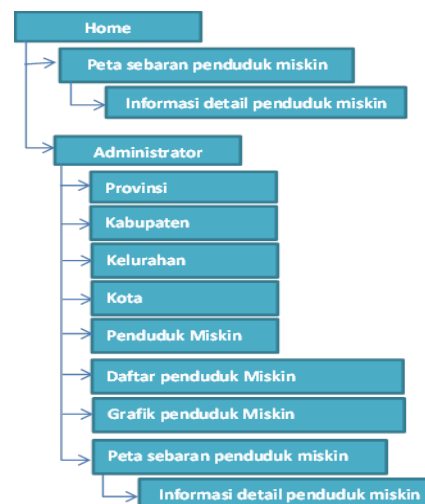 Home
Peta sebaran penduduk miskin
Informasi detail penduduk miskin
Administrator
Provinsi
Kabupaten
Kelurahan
Kota
Penduduk Miskin
Daftar penduduk Miskin
Grafik penduduk Miskin
Peta sebaran penduduk miskin
Informasi detail penduduk miskin